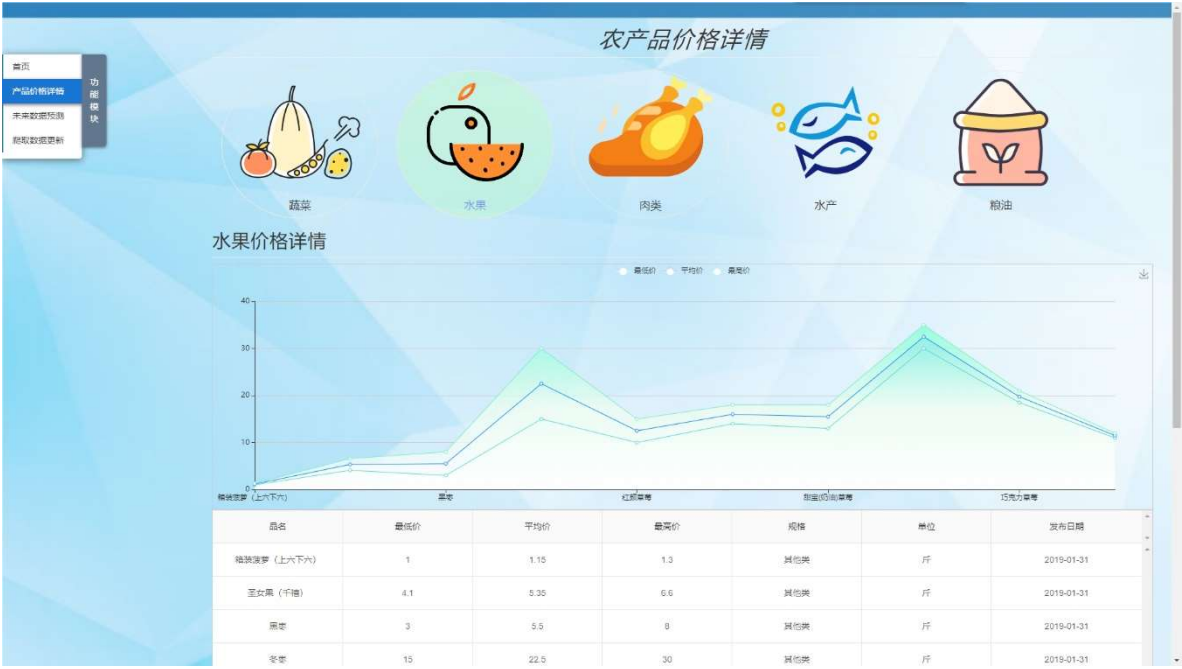 农产品价格详情
首页
产品价格详情
未来数据预测
爬取数据更新
功能模块
蔬菜
水果
肉类
水产
粮油
水果价格详情
最低价 平均价 最高价
40
30
20
10
0
箱装菠萝（上六下六） 黑枣 红颜草莓 甜宝(奶油)草莓 巧克力草莓
品名 最低价 平均价 最高价 规格 单位 发布日期
箱装菠萝（上六下六） 1 1.15 1.3 其他类 斤 2019-01-31
圣女果（千禧） 4.1 5.35 6.6 其他类 斤 2019-01-31
黑枣 3 5.5 8 其他类 斤 2019-01-31
冬枣 15 22.5 30 其他类 斤 2019-01-31